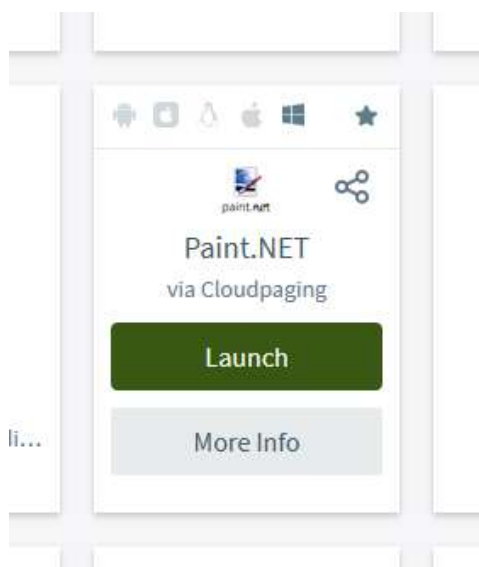 paint.net
Paint.NET
via Cloudpaging
Launch
li...
More Info